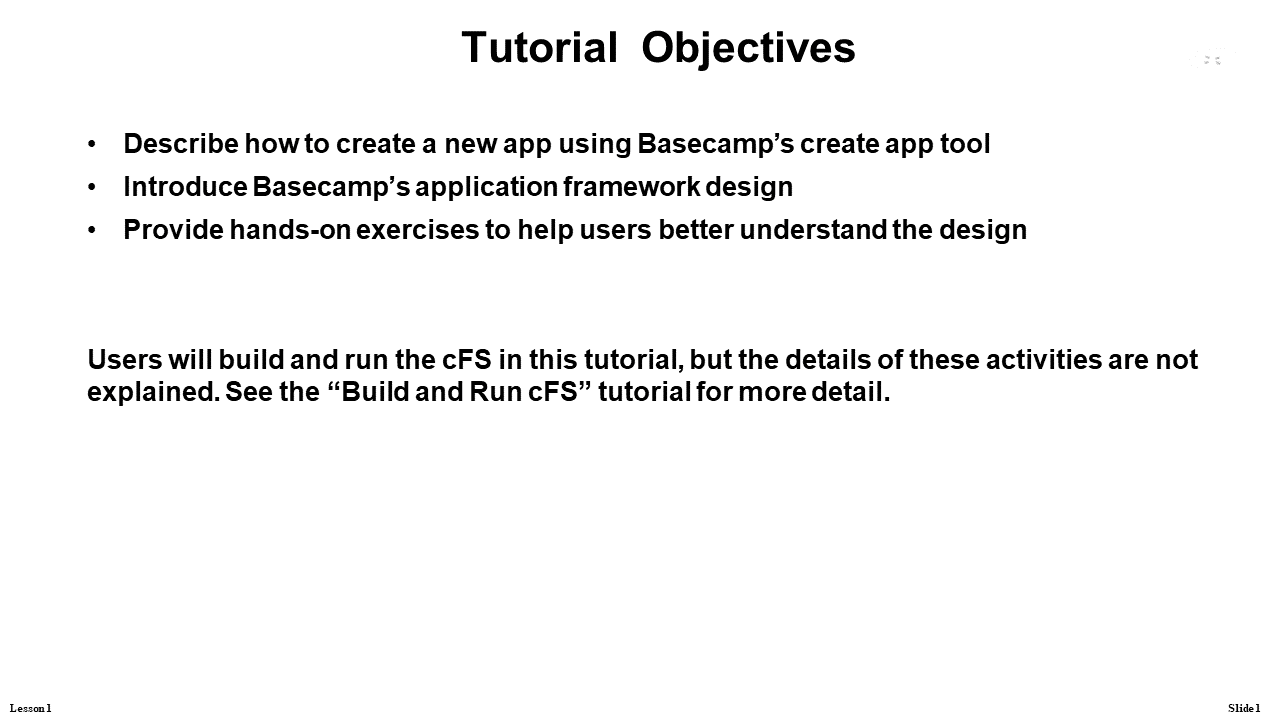 Tutorial Objectives
• Describe how to create a new app using Basecamp’s create app tool
• Introduce Basecamp’s application framework design
• Provide hands-on exercises to help users better understand the design
Users will build and run the cFS in this tutorial, but the details of these activities are not
explained. See the “Build and Run cFS” tutorial for more detail.
Lesson 1
Slide 1